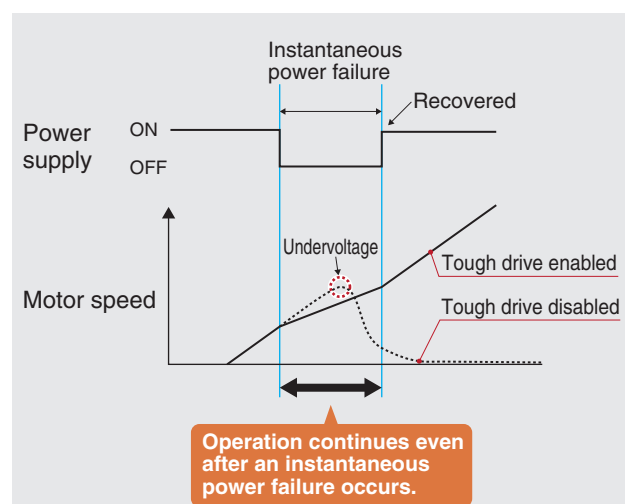 Instantaneous
power failure
Recovered
Power
supply
ON
OFF
Undervoltage
Motor speed
Tough drive enabled
Tough drive disabled
Operation continues even
after an instantaneous
power failure occurs.